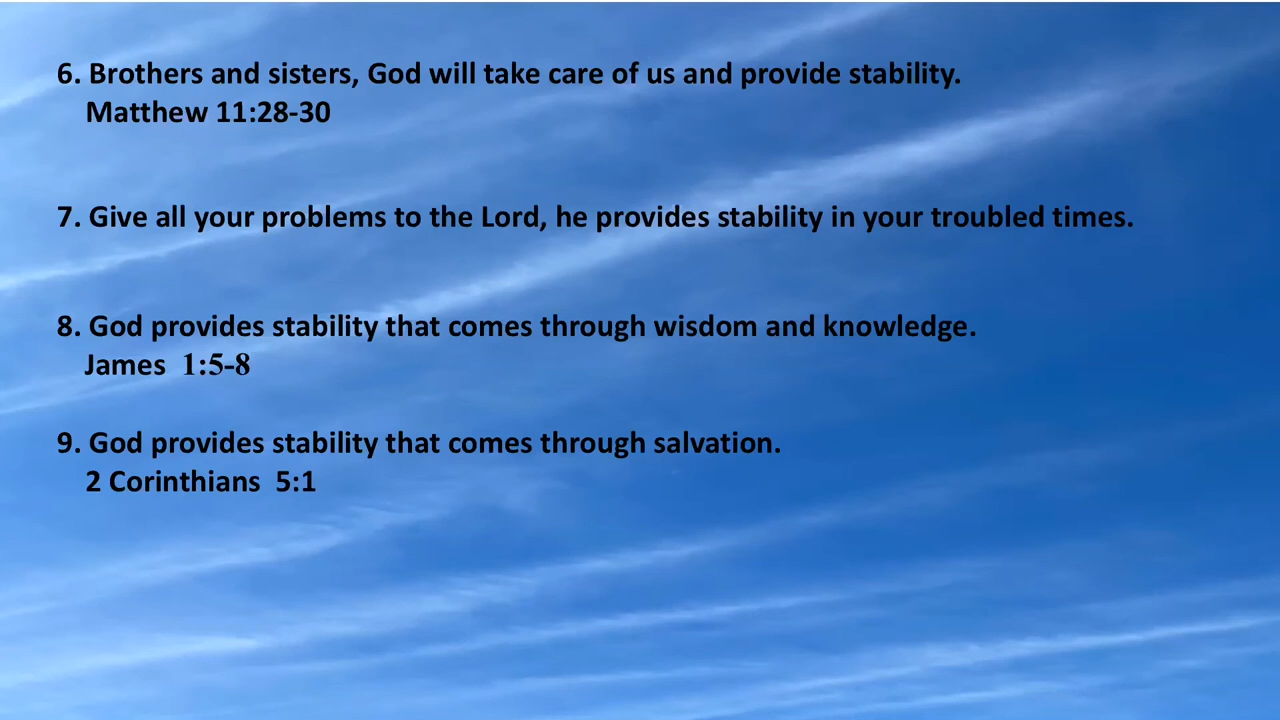 6. Brothers and sisters, God will take care of us and provide stability.
Matthew 11:28-30
7. Give all your problems to the Lord, he provides stability in your troubled times.
8. God provides stability that comes through wisdom and knowledge.
James 1:5-8
9. God provides stability that comes through salvation.
2 Corinthians 5:1